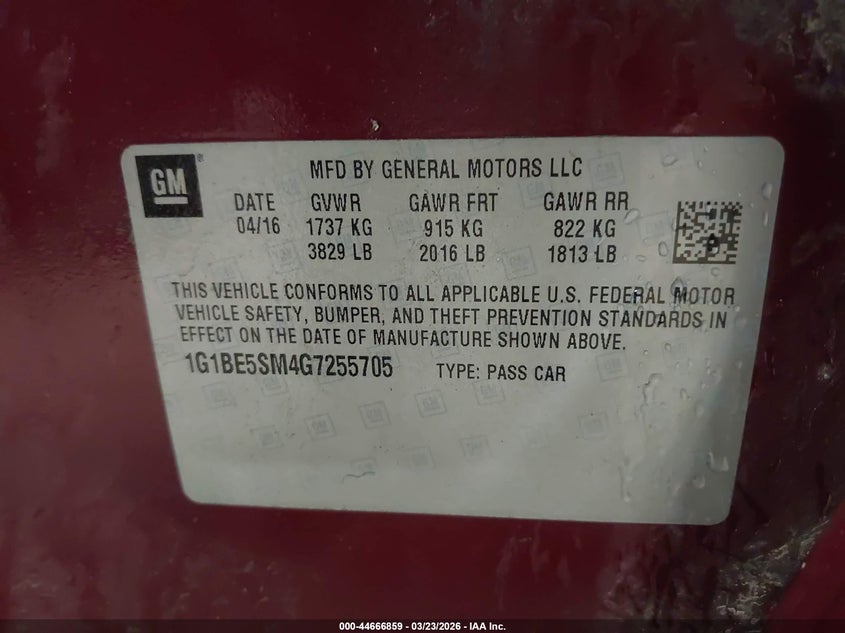 GM
MFD BY GENERAL MOTORS LLC
DATE GVWR GAWR FRT GAWR RR
04/16 1737 KG 915 KG 822 KG
3829 LB 2016 LB 1813 LB
THIS VEHICLE CONFORMS TO ALL APPLICABLE U.S. FEDERAL MOTOR
VEHICLE SAFETY, BUMPER, AND THEFT PREVENTION STANDARDS IN
EFFECT ON THE DATE OF MANUFACTURE SHOWN ABOVE.
1G1BE5SM4G7255705 TYPE: PASS CAR
000-44666859 - 03/23/2026 - IAA Inc.